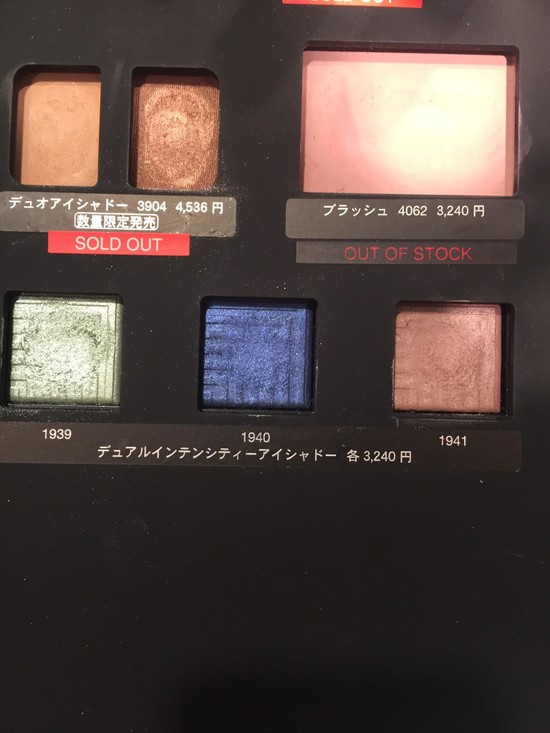 SOLD OUT
デュオアイシャドー 3904 4,536 円
数量限定発売
SOLD OUT
ブラッシュ 4062 3,240 円
OUT OF STOCK
1939
1940
1941
デュアルインテンシティーアイシャドー 各 3,240 円